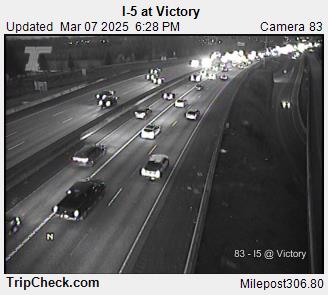 I-5 at Victory
Updated Mar 07 2025 6:28 PM Camera 83
T
N
83 - I5 @ Victory
TripCheck.com Milepost306.80